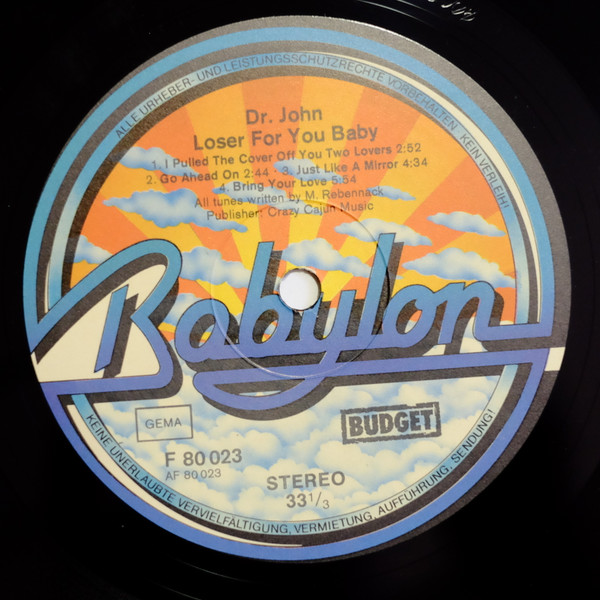 ALLE URHEBER- UND LEISTUNGSSCHUTZRECHTE VORBEHALTEN KEIN VERLEIH!
Dr. John
Loser For You Baby
1. I Pulled The Cover Off You Two Lovers 2:52
2. Go Ahead On 2:44 · 3. Just Like A Mirror 4:34
4. Bring Your Love 5:54
All tunes written by M. Rebennack
Publisher: Crazy Cajun Music
Babylon
GEMA
BUDGET
F 80 023
AF 80 023
STEREO
33 1/3
KEINE UNERLAUBTE VERVIELFÄLTIGUNG, VERMIETUNG, AUFFÜHRUNG, SENDUNG!